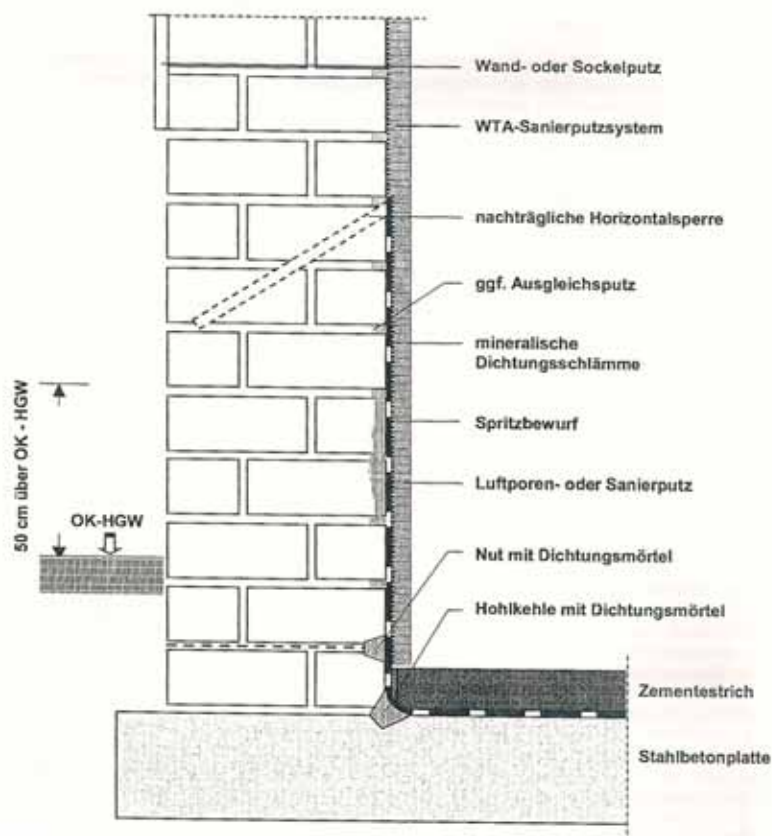 Wand- oder Sockelputz
WTA-Sanierputzsystem
nachträgliche Horizontalsperre
ggf. Ausgleichsputz
mineralische
Dichtungsschlämme
Spritzbewurf
Luftporen- oder Sanierputz
Nut mit Dichtungsmörtel
Hohlkehle mit Dichtungsmörtel
Zementestrich
Stahlbetonplatte
50 cm über OK - HGW
OK-HGW